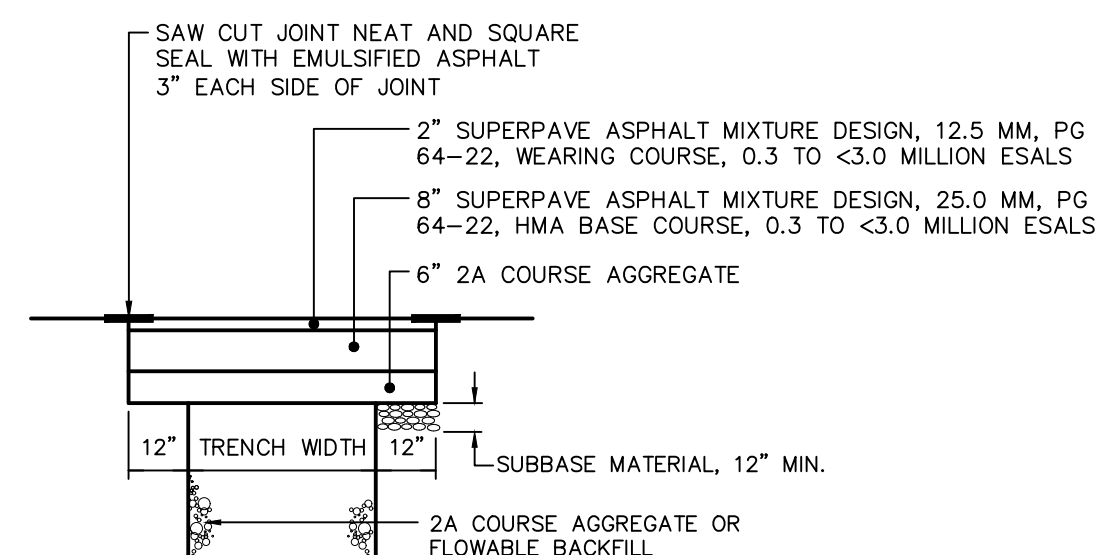 SAW CUT JOINT NEAT AND SQUARE
SEAL WITH EMULSIFIED ASPHALT
3” EACH SIDE OF JOINT
2” SUPERPAVE ASPHALT MIXTURE DESIGN, 12.5 MM, PG
64–22, WEARING COURSE, 0.3 TO <3.0 MILLION ESALS
8” SUPERPAVE ASPHALT MIXTURE DESIGN, 25.0 MM, PG
64–22, HMA BASE COURSE, 0.3 TO <3.0 MILLION ESALS
6” 2A COURSE AGGREGATE
12” TRENCH WIDTH 12”
SUBBASE MATERIAL, 12” MIN.
2A COURSE AGGREGATE OR
FLOWABLE BACKFILL